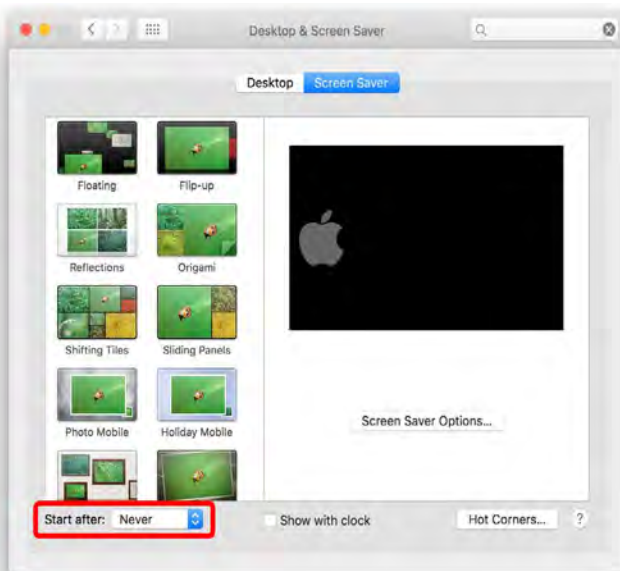 Desktop & Screen Saver
Desktop Screen Saver
Floating Flip-up
Reflections Origami
Shifting Tiles Sliding Panels
Photo Mobile Holiday Mobile
Screen Saver Options...
Start after: Never Show with clock Hot Corners... ?